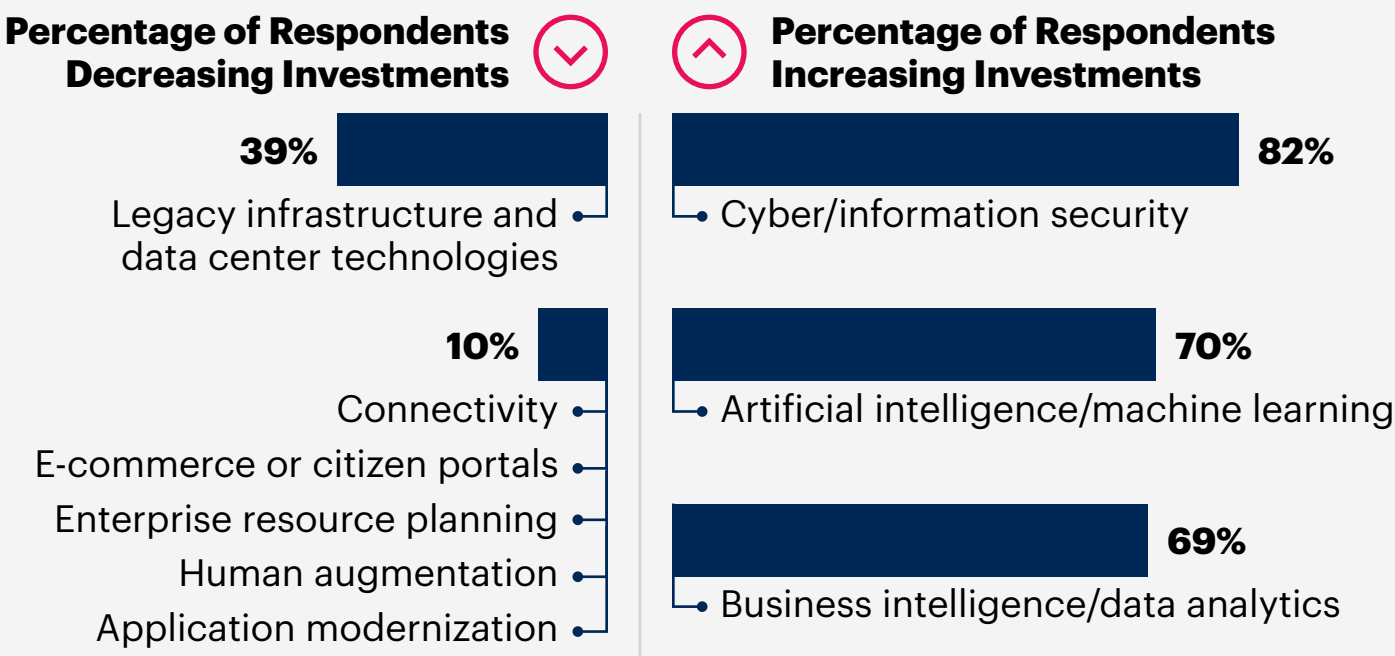 Percentage of Respondents
Decreasing Investments
39%
Legacy infrastructure and
data center technologies
10%
Connectivity
E-commerce or citizen portals
Enterprise resource planning
Human augmentation
Application modernization
Percentage of Respondents
Increasing Investments
82%
Cyber/information security
70%
Artificial intelligence/machine learning
69%
Business intelligence/data analytics